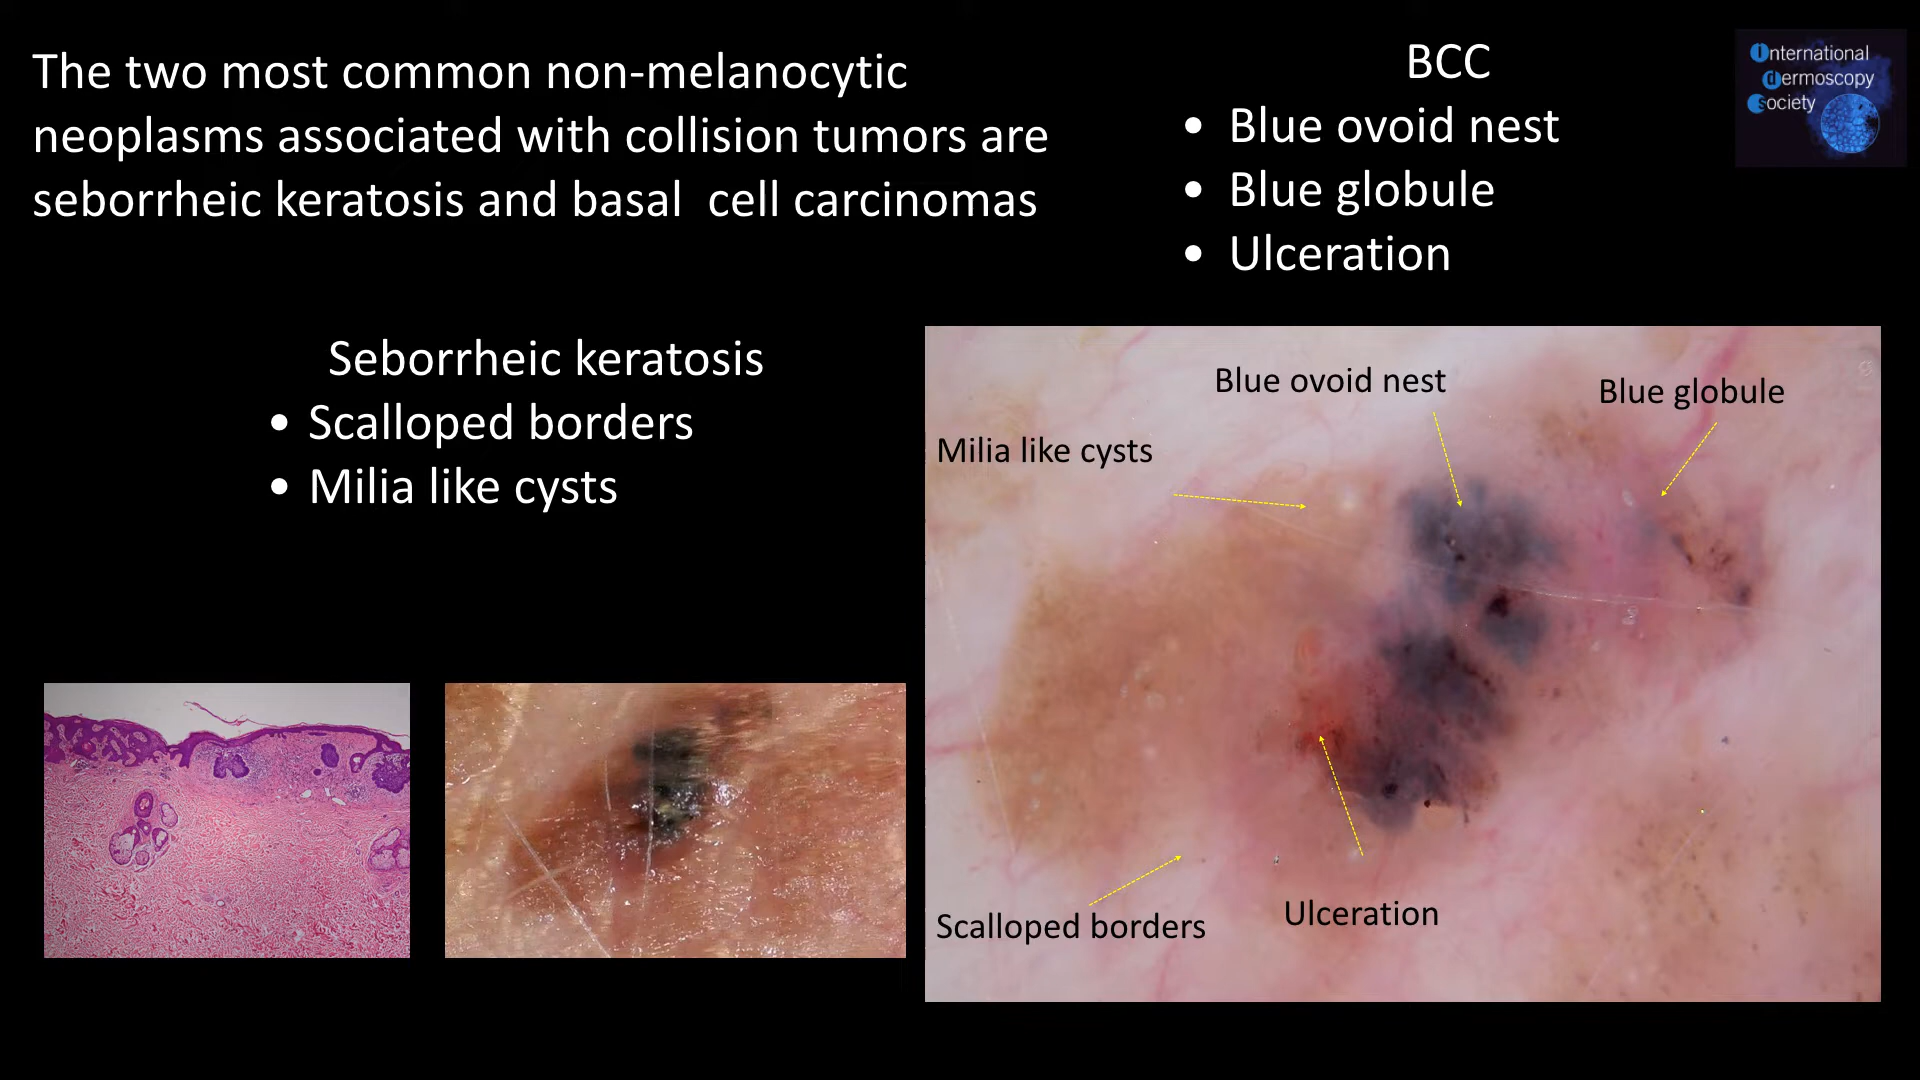 The two most common non-melanocytic
neoplasms associated with collision tumors are
seborrheic keratosis and basal  cell carcinomas
BCC
• Blue ovoid nest
• Blue globule
• Ulceration
International
dermoscopy
society
Seborrheic keratosis
• Scalloped borders
• Milia like cysts
Blue ovoid nest
Blue globule
Milia like cysts
Ulceration
Scalloped borders